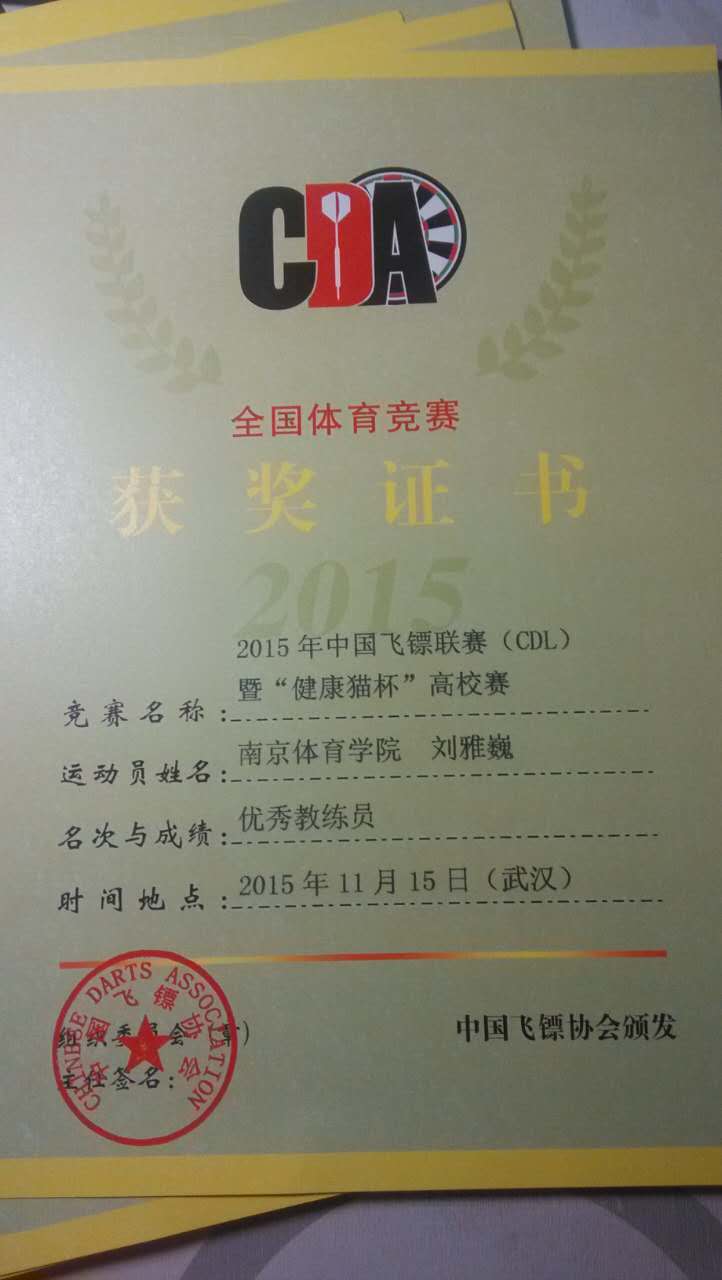 CDA
全国体育竞赛
获奖证书
2015
2015年中国飞镖联赛（CDL）
竞赛名称：暨“健康猫杯”高校赛
运动员姓名：南京体育学院 刘雅巍
名次与成绩：优秀教练员
时间地点：2015年11月15日（武汉）
CHINESE DARTS ASSOCIATION
中国飞镖协会
组织委员会（章）
主任签名：
中国飞镖协会颁发